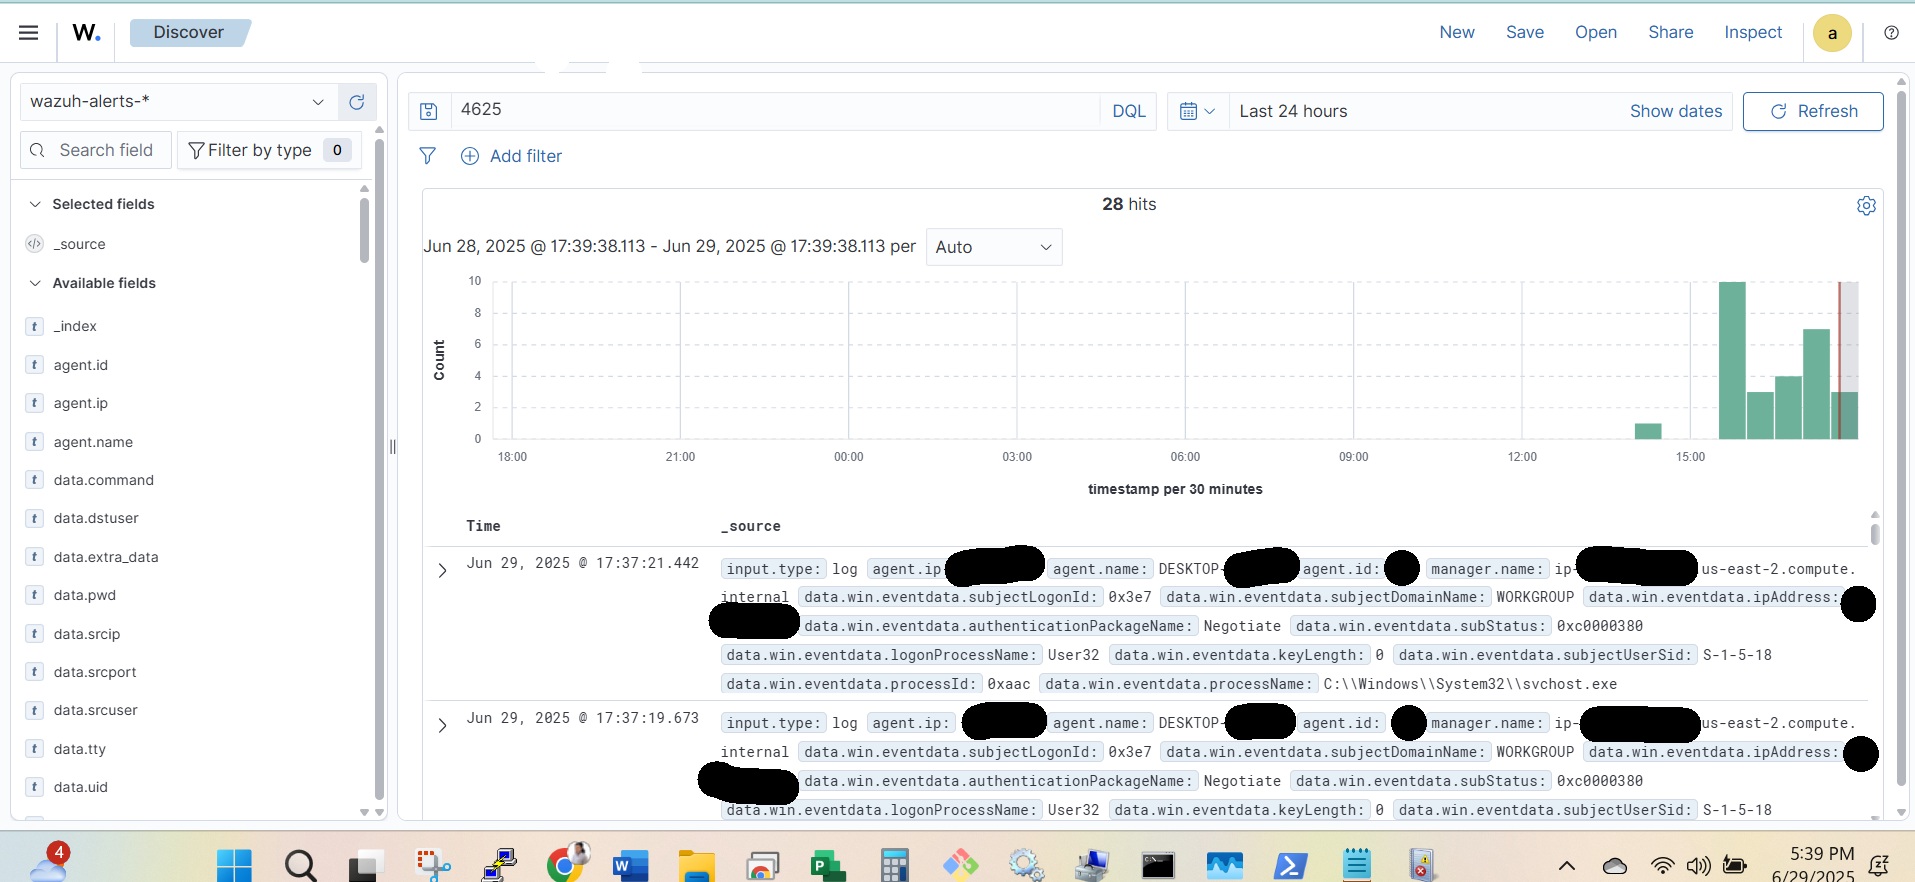 W. Discover New Save Open Share Inspect a
wazuh-alerts-*
4625 DQL Last 24 hours Show dates Refresh
Search field Filter by type 0
Add filter
Selected fields
_source
Available fields
_index
agent.id
agent.ip
agent.name
data.command
data.dstuser
data.extra_data
data.pwd
data.srcip
data.srcport
data.srcuser
data.tty
data.uid
28 hits
Jun 28, 2025 @ 17:39:38.113 - Jun 29, 2025 @ 17:39:38.113 per Auto
Count
10
8
6
4
2
0
18:00 21:00 00:00 03:00 06:00 09:00 12:00 15:00
timestamp per 30 minutes
Time _source
Jun 29, 2025 @ 17:37:21.442 input.type: log agent.ip agent.name: DESKTOP- agent.id: manager.name: ip- us-east-2.compute.
internal data.win.eventdata.subjectLogonId: 0x3e7 data.win.eventdata.subjectDomainName: WORKGROUP data.win.eventdata.ipAddress:
data.win.eventdata.authenticationPackageName: Negotiate data.win.eventdata.subStatus: 0xc0000380
data.win.eventdata.logonProcessName: User32 data.win.eventdata.keyLength: 0 data.win.eventdata.subjectUserSid: S-1-5-18
data.win.eventdata.processId: 0xaac data.win.eventdata.processName: C:\\Windows\\System32\\svchost.exe
Jun 29, 2025 @ 17:37:19.673 input.type: log agent.ip: agent.name: DESKTOP- agent.id: manager.name: ip- us-east-2.compute.
internal data.win.eventdata.subjectLogonId: 0x3e7 data.win.eventdata.subjectDomainName: WORKGROUP data.win.eventdata.ipAddress:
data.win.eventdata.authenticationPackageName: Negotiate data.win.eventdata.subStatus: 0xc0000380
data.win.eventdata.logonProcessName: User32 data.win.eventdata.keyLength: 0 data.win.eventdata.subjectUserSid: S-1-5-18
4
5:39 PM
6/29/2025